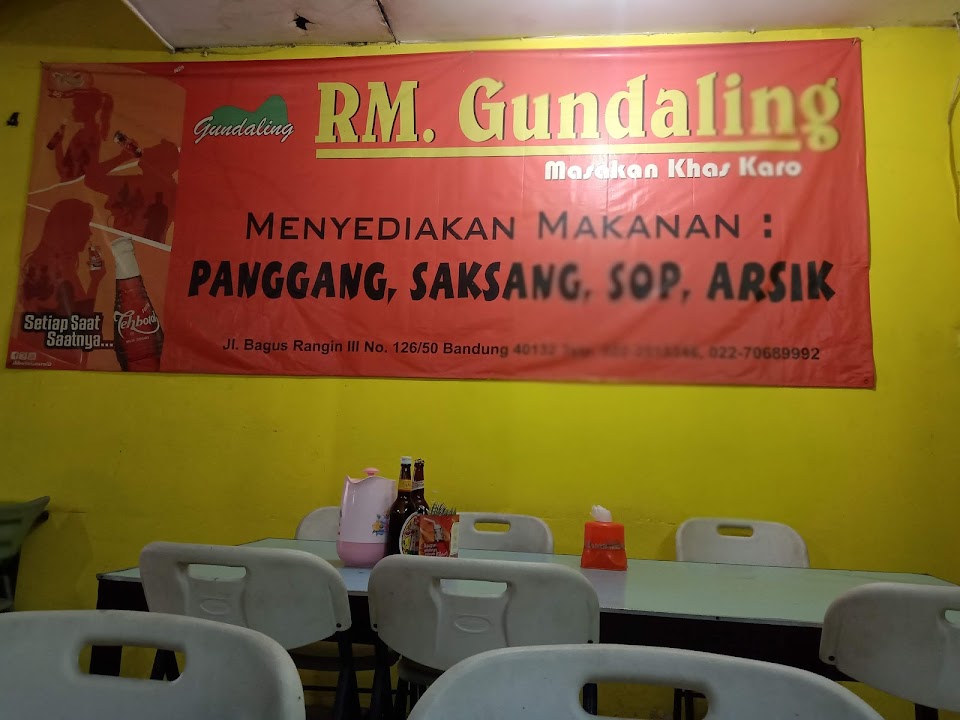 Gundaling
RM. Gundaling
Masakan Khas Karo
MENYEDIAKAN MAKANAN :
PANGGANG, SAKSANG, SOP, ARSIK
Jl. Bagus Rangin III No. 126/50 Bandung 40132 022-70689992
Setiap Saat
Saatnya...
Tehbotol